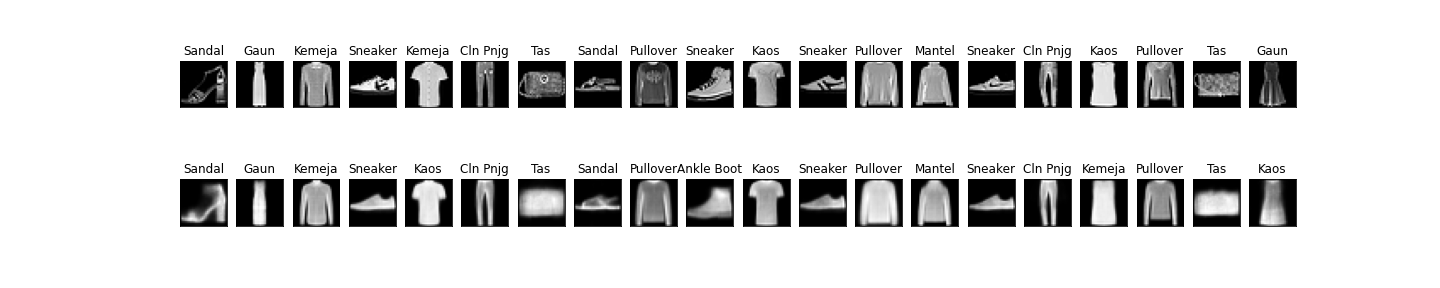 Sandal Gaun Kemeja Sneaker Kemeja Cln Pnjg Tas Sandal Pullover Sneaker Kaos Sneaker Pullover Mantel Sneaker Cln Pnjg Kaos Pullover Tas Gaun
Sandal Gaun Kemeja Sneaker Kaos Cln Pnjg Tas Sandal Pullover Ankle Boot Kaos Sneaker Pullover Mantel Sneaker Cln Pnjg Kemeja Pullover Tas Kaos